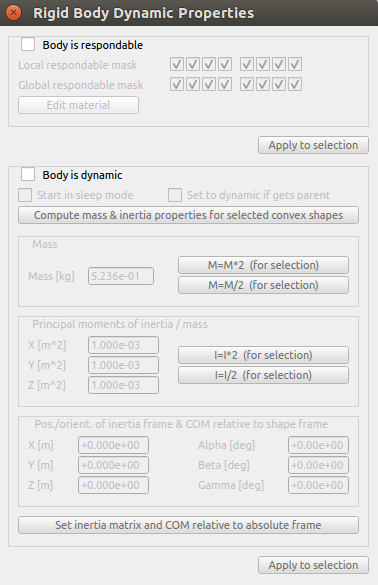 Rigid Body Dynamic Properties
Body is respondable
Local respondable mask
Global respondable mask
Edit material
Apply to selection
Body is dynamic
Start in sleep mode Set to dynamic if gets parent
Compute mass & inertia properties for selected convex shapes
Mass
Mass [kg] 5.236e-01 M=M*2 (for selection)
M=M/2 (for selection)
Principal moments of inertia / mass
X [m^2] 1.000e-03
Y [m^2] 1.000e-03 I=I*2 (for selection)
Z [m^2] 1.000e-03 I=I/2 (for selection)
Pos./orient. of inertia frame & COM relative to shape frame
X [m] +0.000e+00 Alpha [deg] +0.00e+00
Y [m] +0.000e+00 Beta [deg] +0.00e+00
Z [m] +0.000e+00 Gamma [deg] +0.00e+00
Set inertia matrix and COM relative to absolute frame
Apply to selection